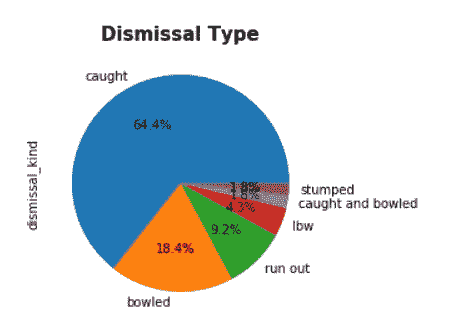 Dismissal Type
caught
64.4%
dismissal_kind
stumped
caught and bowled
4.3%
lbw
9.2%
run out
18.4%
bowled